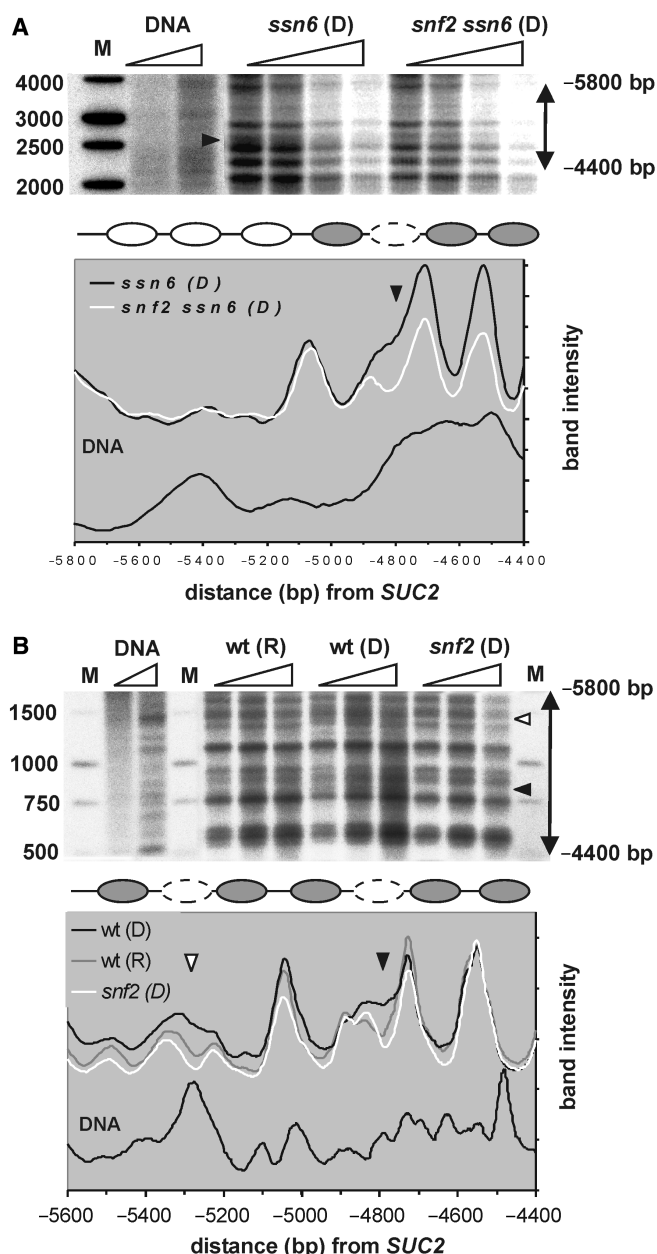 A
DNA ssn6 (D) snf2 ssn6 (D)
M
4000
3000
2500
2000
–5800 bp
–4400 bp
ssn6 (D)
snf2 ssn6 (D)
DNA
band intensity
–5800 –5600 –5400 –5200 –5000 –4800 –4600 –4400
distance (bp) from SUC2
B
DNA wt (R) wt (D) snf2 (D)
M M M
1500
1000
750
500
–5800 bp
–4400 bp
wt (D)
wt (R)
snf2 (D)
DNA
band intensity
–5600 –5400 –5200 –5000 –4800 –4600 –4400
distance (bp) from SUC2